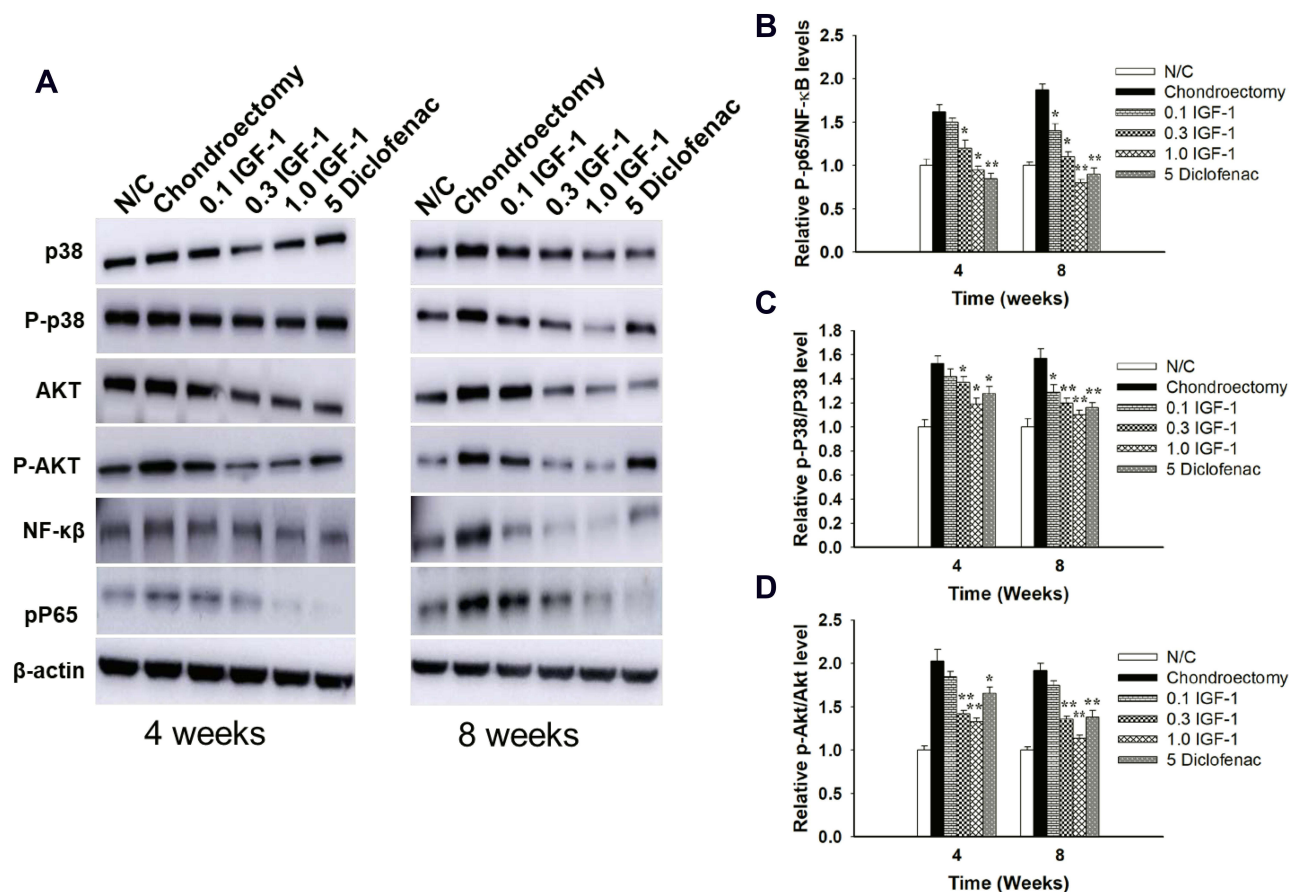 A
N/C
Chondroectomy
0.1 IGF-1
0.3 IGF-1
1.0 IGF-1
5 Diclofenac
N/C
Chondroectomy
0.1 IGF-1
0.3 IGF-1
1.0 IGF-1
5 Diclofenac
p38
P-p38
AKT
P-AKT
NF-κβ
pP65
β-actin
4 weeks
8 weeks
B
Relative P-p65/NF-κB levels
2.5
2.0
1.5
1.0
0.5
0.0
*
*
**
*
*
**
**
4
8
Time (weeks)
N/C
Chondroectomy
0.1 IGF-1
0.3 IGF-1
1.0 IGF-1
5 Diclofenac
C
Relative p-P38/P38 level
1.6
1.4
1.2
1.0
0.8
0.6
0.4
0.2
0.0
*
*
*
*
**
**
**
4
8
Time (Weeks)
N/C
Chondroectomy
0.1 IGF-1
0.3 IGF-1
1.0 IGF-1
5 Diclofenac
D
Relative p-Akt/Akt level
2.5
2.0
1.5
1.0
0.5
0.0
**
**
*
**
**
**
4
8
Time (Weeks)
N/C
Chondroectomy
0.1 IGF-1
0.3 IGF-1
1.0 IGF-1
5 Diclofenac